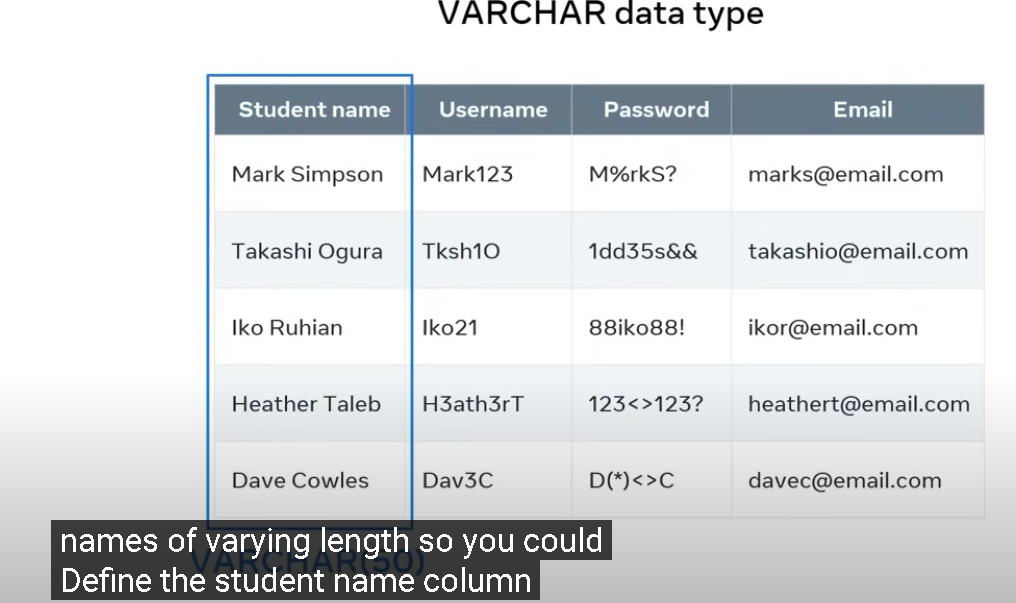 VARCHAR data type
Student name Username Password Email
Mark Simpson Mark123 M%rkS? marks@email.com
Takashi Ogura Tksh1O 1dd35s&& takashio@email.com
Iko Ruhian Iko21 88iko88! ikor@email.com
Heather Taleb H3ath3rT 123<>123? heathert@email.com
Dave Cowles Dav3C D(*)<>C davec@email.com
VARCHAR(50)
names of varying length so you could
Define the student name column